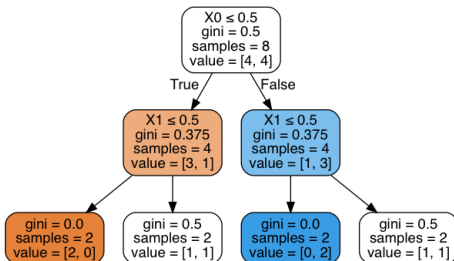 X0 ≤ 0.5
gini = 0.5
samples = 8
value = [4, 4]
True
False
X1 ≤ 0.5
gini = 0.375
samples = 4
value = [3, 1]
X1 ≤ 0.5
gini = 0.375
samples = 4
value = [1, 3]
gini = 0.0
samples = 2
value = [2, 0]
gini = 0.5
samples = 2
value = [1, 1]
gini = 0.0
samples = 2
value = [0, 2]
gini = 0.5
samples = 2
value = [1, 1]